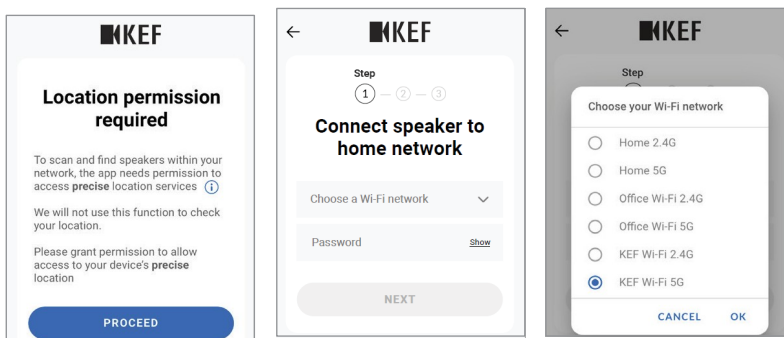 KEF
Location permission
required
To scan and find speakers within your
network, the app needs permission to
access precise location services
We will not use this function to check
your location.
Please grant permission to allow
access to your device's precise
location
PROCEED
KEF
Step
1 — 2 — 3
Connect speaker to
home network
Choose a Wi-Fi network
Password Show
NEXT
KEF
Step
Choose your Wi-Fi network
Home 2.4G
Home 5G
Office Wi-Fi 2.4G
Office Wi-Fi 5G
KEF Wi-Fi 2.4G
KEF Wi-Fi 5G
CANCEL OK